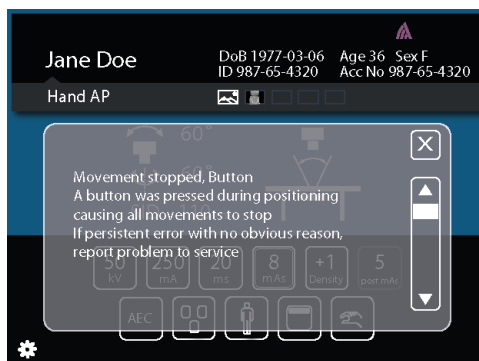 Jane Doe
DoB 1977-03-06 Age 36 Sex F
ID 987-65-4320 Acc No 987-65-4320
Hand AP
60°
X
Movement stopped, Button
60°
A button was pressed during positioning
causing all movements to stop
110
If persistent error with no obvious reason,
report problem to service
50 250 20 8 +1 5
kV mA ms mAs Density post mAs
AEC